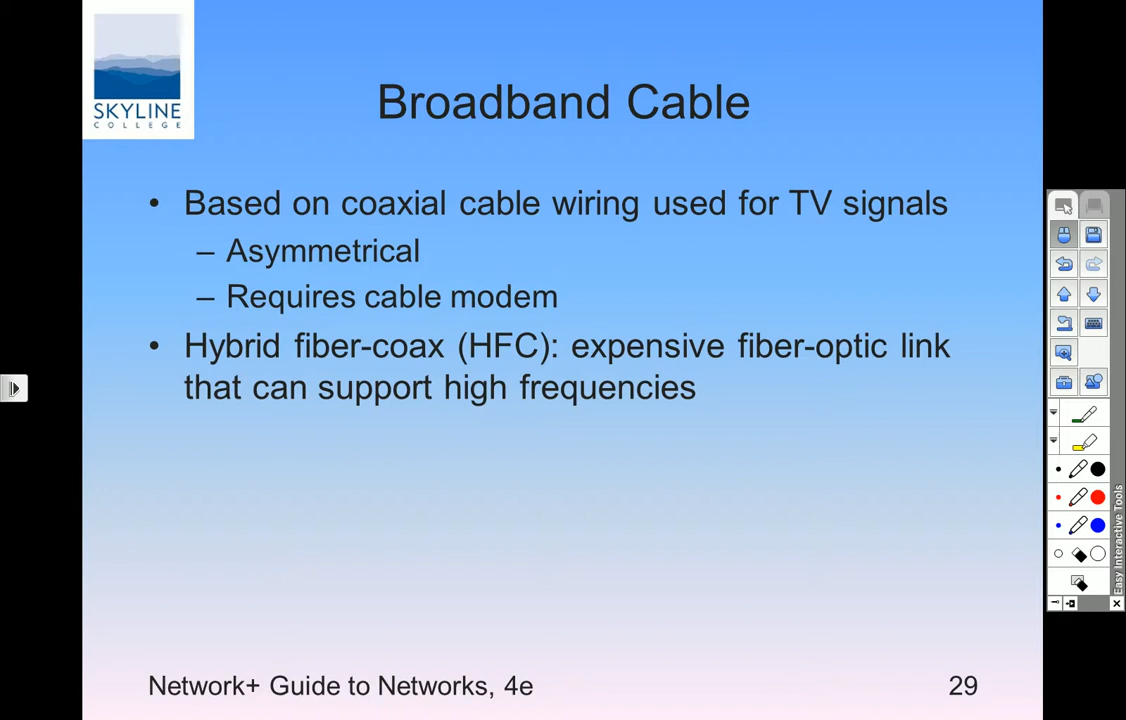 SKYLINE
COLLEGE
Broadband Cable
• Based on coaxial cable wiring used for TV signals
– Asymmetrical
– Requires cable modem
• Hybrid fiber-coax (HFC): expensive fiber-optic link
that can support high frequencies
Network+ Guide to Networks, 4e
29
Easy Interactive Tools